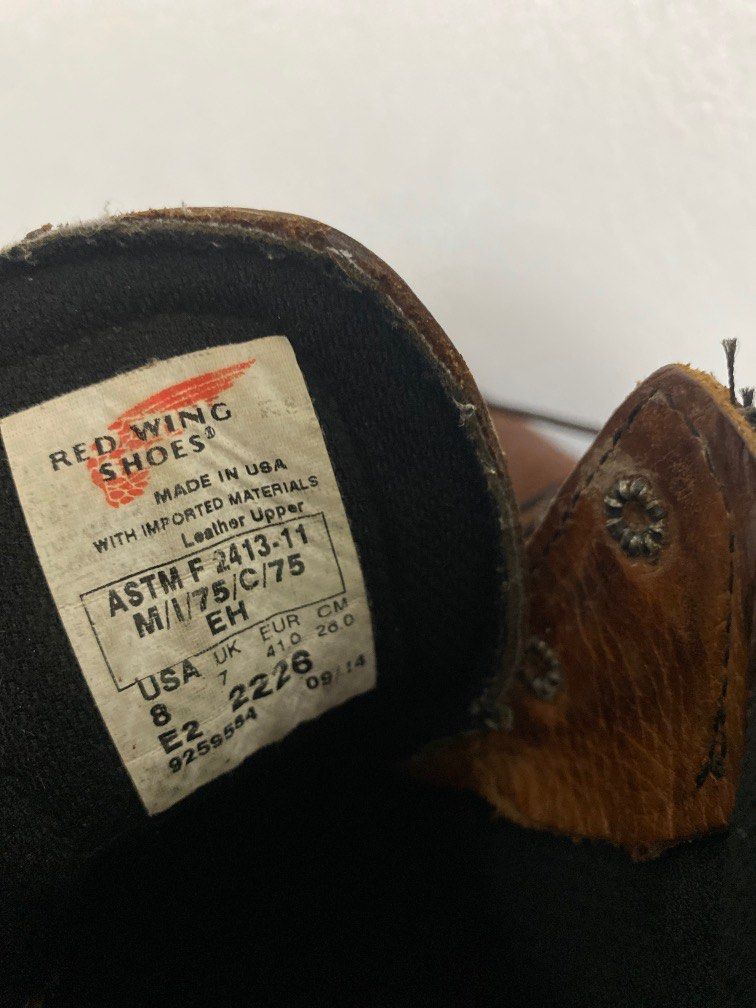 RED WING
SHOES®
MADE IN USA
WITH IMPORTED MATERIALS
Leather Upper
ASTM F 2413-11
M/I/75/C/75
EH
USA UK EUR CM
8 7 41.0 26.0
E2 2226 09/14
9259554